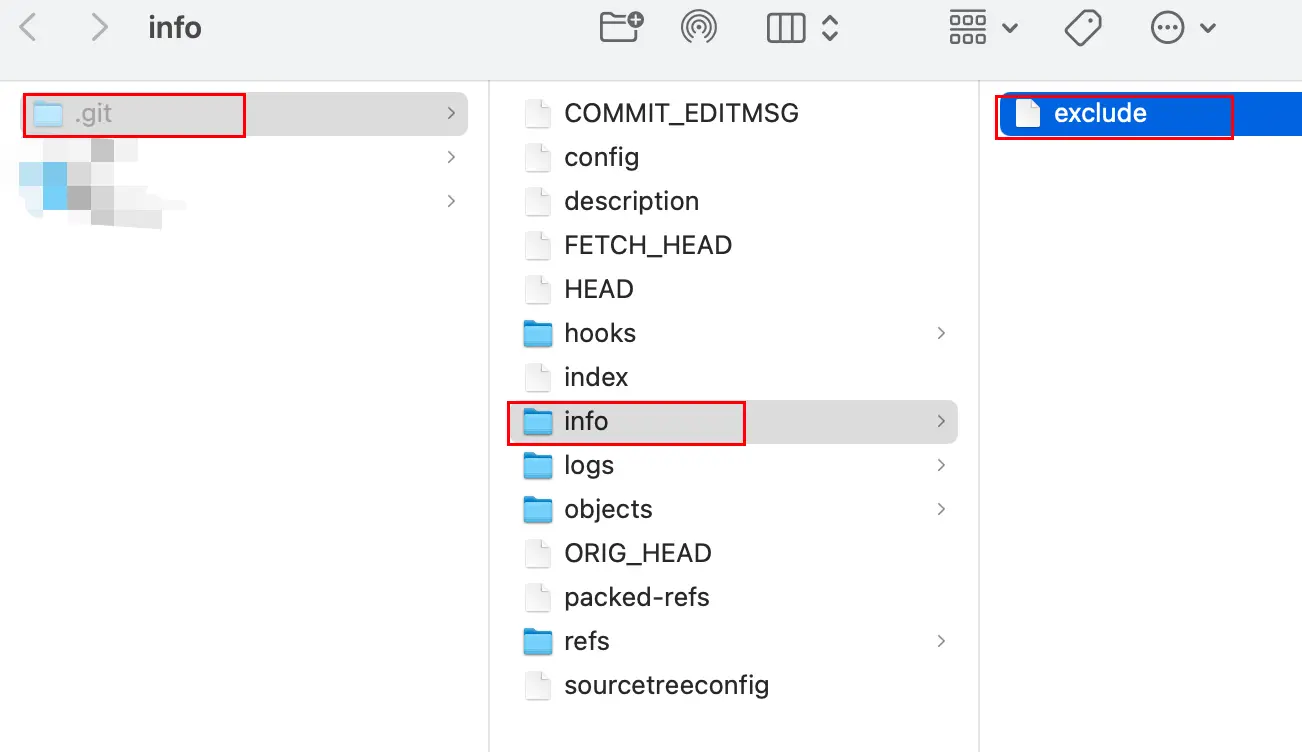 info
.git
COMMIT_EDITMSG
config
description
FETCH_HEAD
HEAD
hooks
index
info
logs
objects
ORIG_HEAD
packed-refs
refs
sourcetreeconfig
exclude